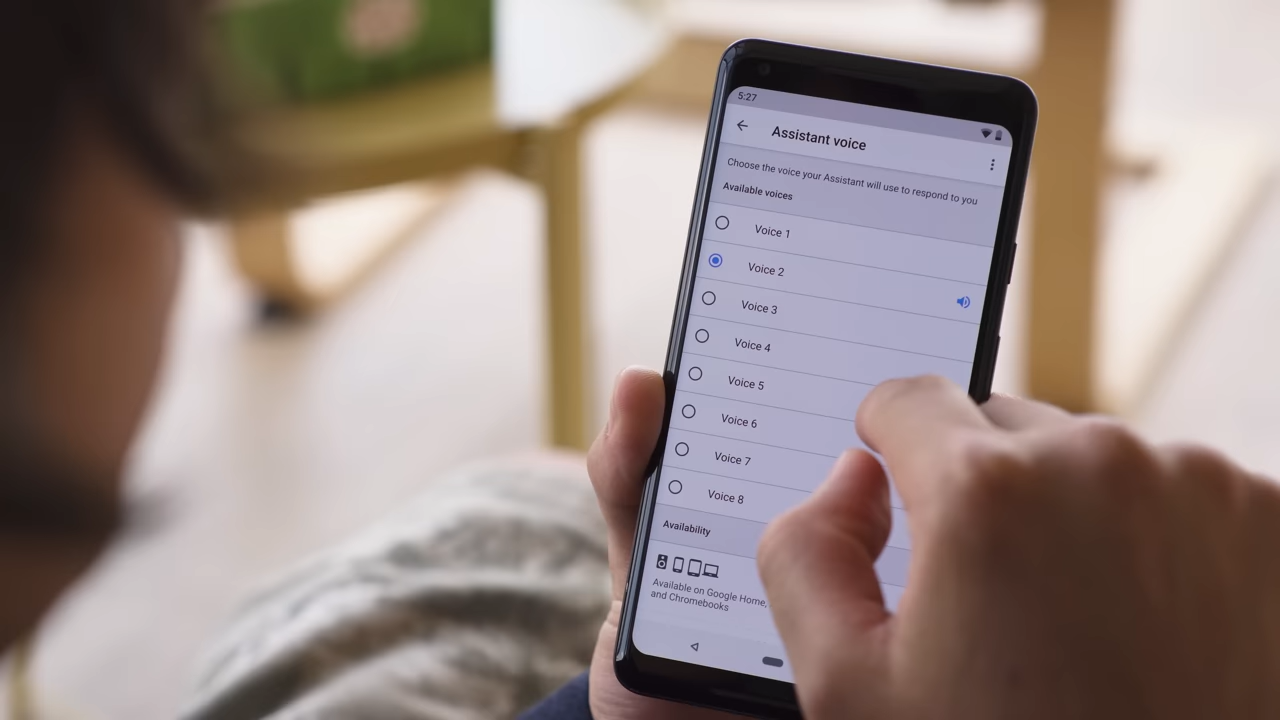 5:27
Assistant voice
Choose the voice your Assistant will use to respond to you
Available voices
Voice 1
Voice 2
Voice 3
Voice 4
Voice 5
Voice 6
Voice 7
Voice 8
Availability
Available on Google Home,
and Chromebooks